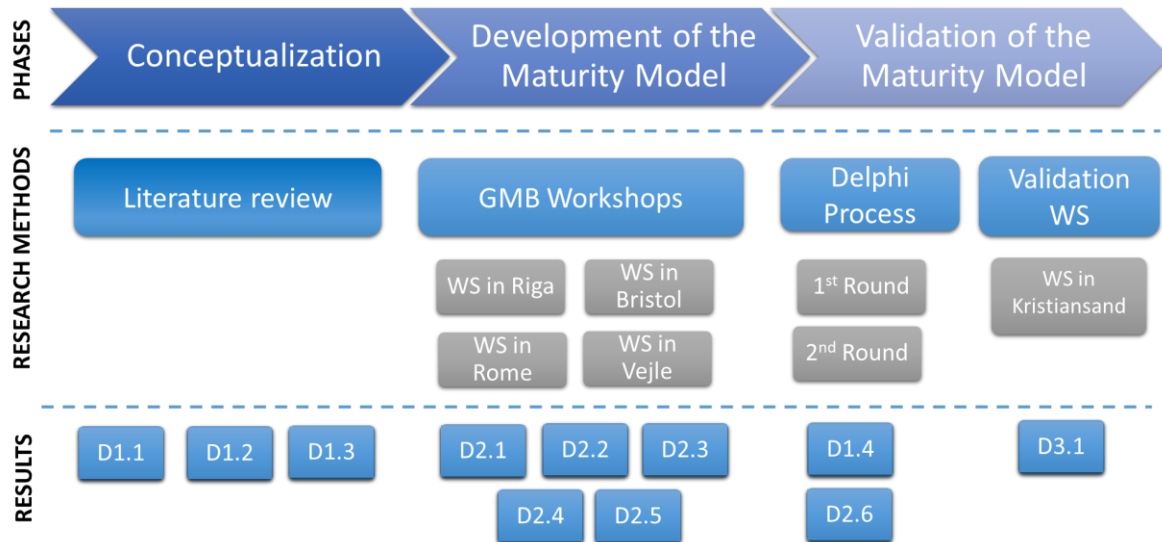 PHASES
Conceptualization
Development of the
Maturity Model
Validation of the
Maturity Model
RESEARCH METHODS
Literature review
GMB Workshops
Delphi
Process
Validation
WS
WS in Riga
WS in
Bristol
1st Round
WS in
Kristiansand
WS in
Rome
WS in
Vejle
2nd Round
RESULTS
D1.1
D1.2
D1.3
D2.1
D2.2
D2.3
D1.4
D3.1
D2.4
D2.5
D2.6